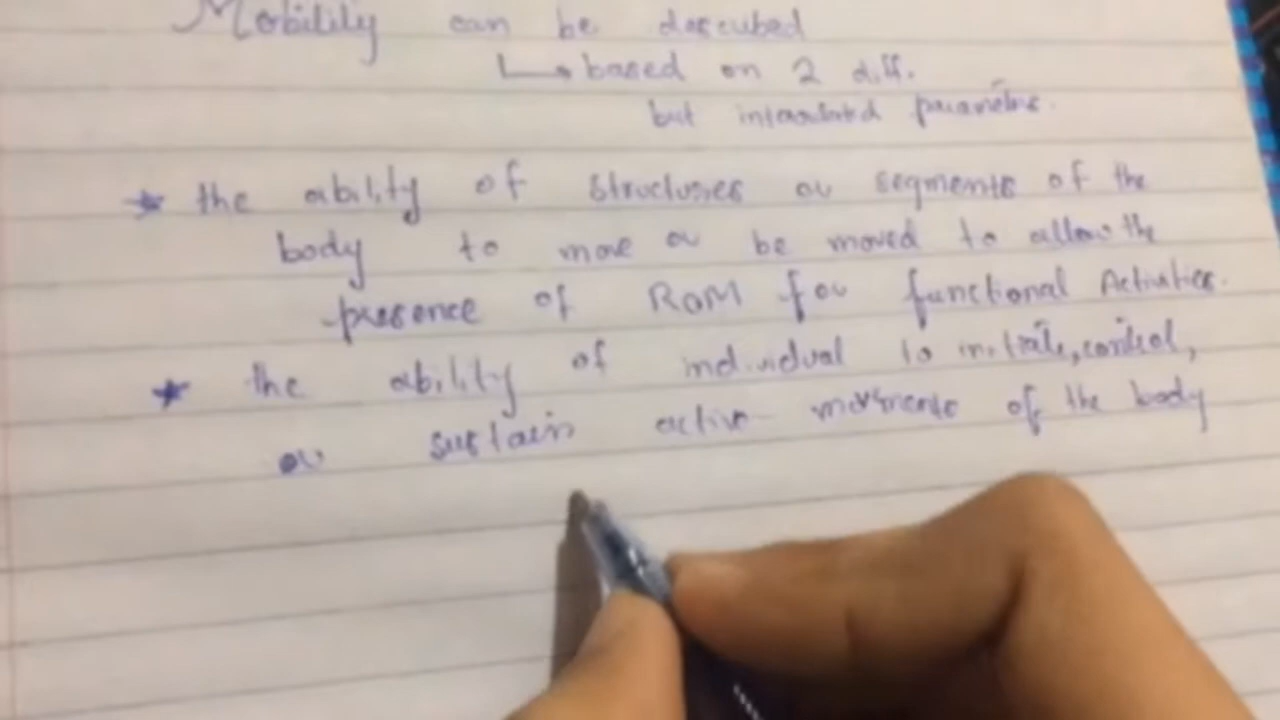 Mobility can be described
based on 2 diff.
but interrelated parameters.
the ability of structures or segments of the
body to move or be moved to allow the
presence of ROM for functional Activities.
the ability of individual to initiate, control,
or sustain active movements of the body